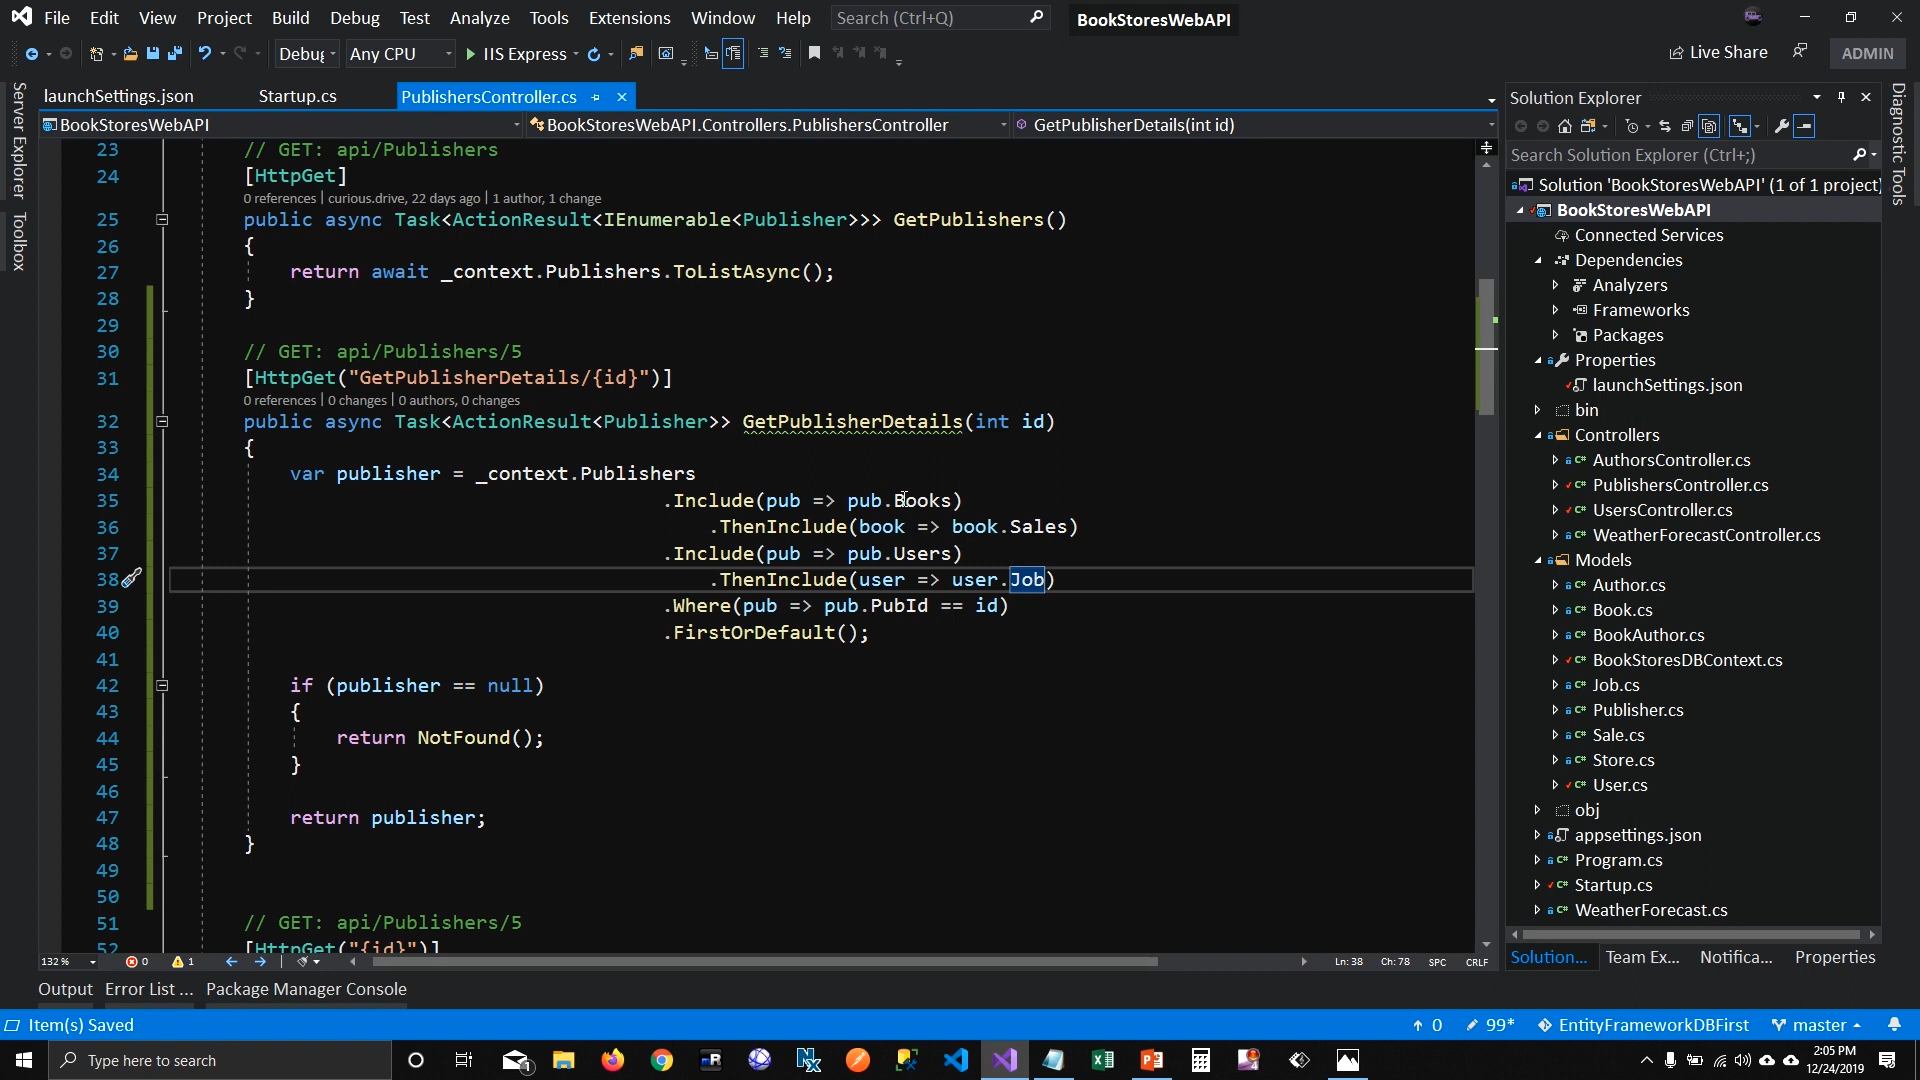 File Edit View Project Build Debug Test Analyze Tools Extensions Window Help Search (Ctrl+Q) BookStoresWebAPI
Debug Any CPU IIS Express Live Share ADMIN
Server Explorer
Toolbox
launchSettings.json Startup.cs PublishersController.cs
BookStoresWebAPI BookStoresWebAPI.Controllers.PublishersController GetPublisherDetails(int id)
23 // GET: api/Publishers
24 [HttpGet]
0 references | curious.drive, 22 days ago | 1 author, 1 change
25 public async Task<ActionResult<IEnumerable<Publisher>>> GetPublishers()
26 {
27 return await _context.Publishers.ToListAsync();
28 }
29
30 // GET: api/Publishers/5
31 [HttpGet("GetPublisherDetails/{id}")]
0 references | 0 changes | 0 authors, 0 changes
32 public async Task<ActionResult<Publisher>> GetPublisherDetails(int id)
33 {
34 var publisher = _context.Publishers
35 .Include(pub => pub.Books)
36 .ThenInclude(book => book.Sales)
37 .Include(pub => pub.Users)
38 .ThenInclude(user => user.Job)
39 .Where(pub => pub.PubId == id)
40 .FirstOrDefault();
41
42 if (publisher == null)
43 {
44 return NotFound();
45 }
46
47 return publisher;
48 }
49
50
51 // GET: api/Publishers/5
52 [HttpGet("{id}")]
132 % 0 1 Ln: 38 Ch: 78 SPC CRLF
Solution Explorer
Search Solution Explorer (Ctrl+;)
Solution 'BookStoresWebAPI' (1 of 1 project)
BookStoresWebAPI
Connected Services
Dependencies
Analyzers
Frameworks
Packages
Properties
launchSettings.json
bin
Controllers
AuthorsController.cs
PublishersController.cs
UsersController.cs
WeatherForecastController.cs
Models
Author.cs
Book.cs
BookAuthor.cs
BookStoresDBContext.cs
Job.cs
Publisher.cs
Sale.cs
Store.cs
User.cs
obj
appsettings.json
Program.cs
Startup.cs
WeatherForecast.cs
Solution... Team Ex... Notifica... Properties
Diagnostic Tools
Output Error List ... Package Manager Console
Item(s) Saved 0 99* EntityFrameworkDBFirst master
Type here to search
2:05 PM
12/24/2019